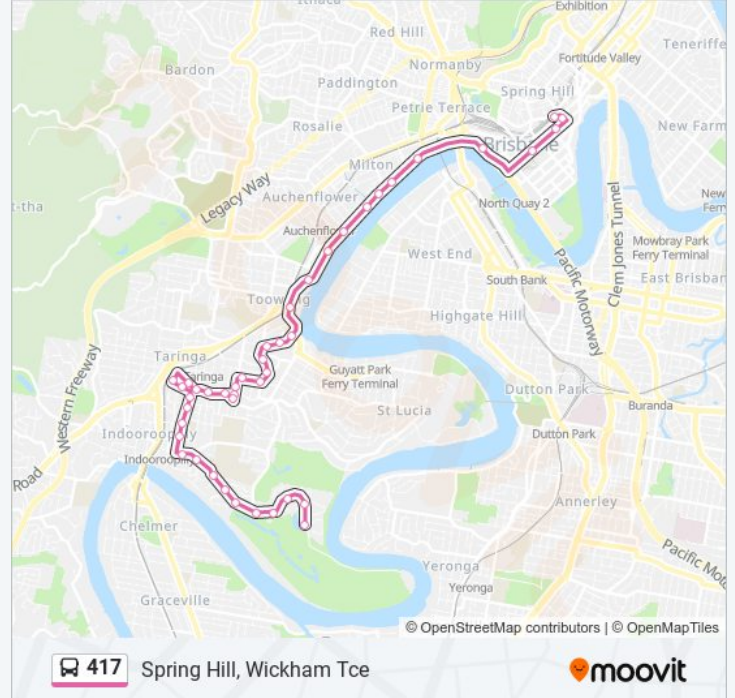 Ithaca
Exhibition
Red Hill
Teneriffe
Normanby
Fortitude Valley
Bardon
Paddington
Spring Hill
Petrie Terrace
Rosalie
New Farm
Brisbane
Milton
Legacy Way
t-tha
Auchenflower
North Quay 2
New
Ferry
Auchenflo
Clem Jones Tunnel
Mowbray Park
Ferry Terminal
West End
Pacific Motorway
South Bank
East Brisban
Toowong
Highgate Hill
Western Freeway
Taringa
Taringa
Guyatt Park
Ferry Terminal
Dutton Park
St Lucia
Buranda
Indooroopilly
Dutton Park
Indooroopilly
Road
Annerley
Chelmer
Pacific Moto
Yeronga
Yeronga
Graceville
© OpenStreetMap contributors | © OpenMapTiles
417 Spring Hill, Wickham Tce
moovit